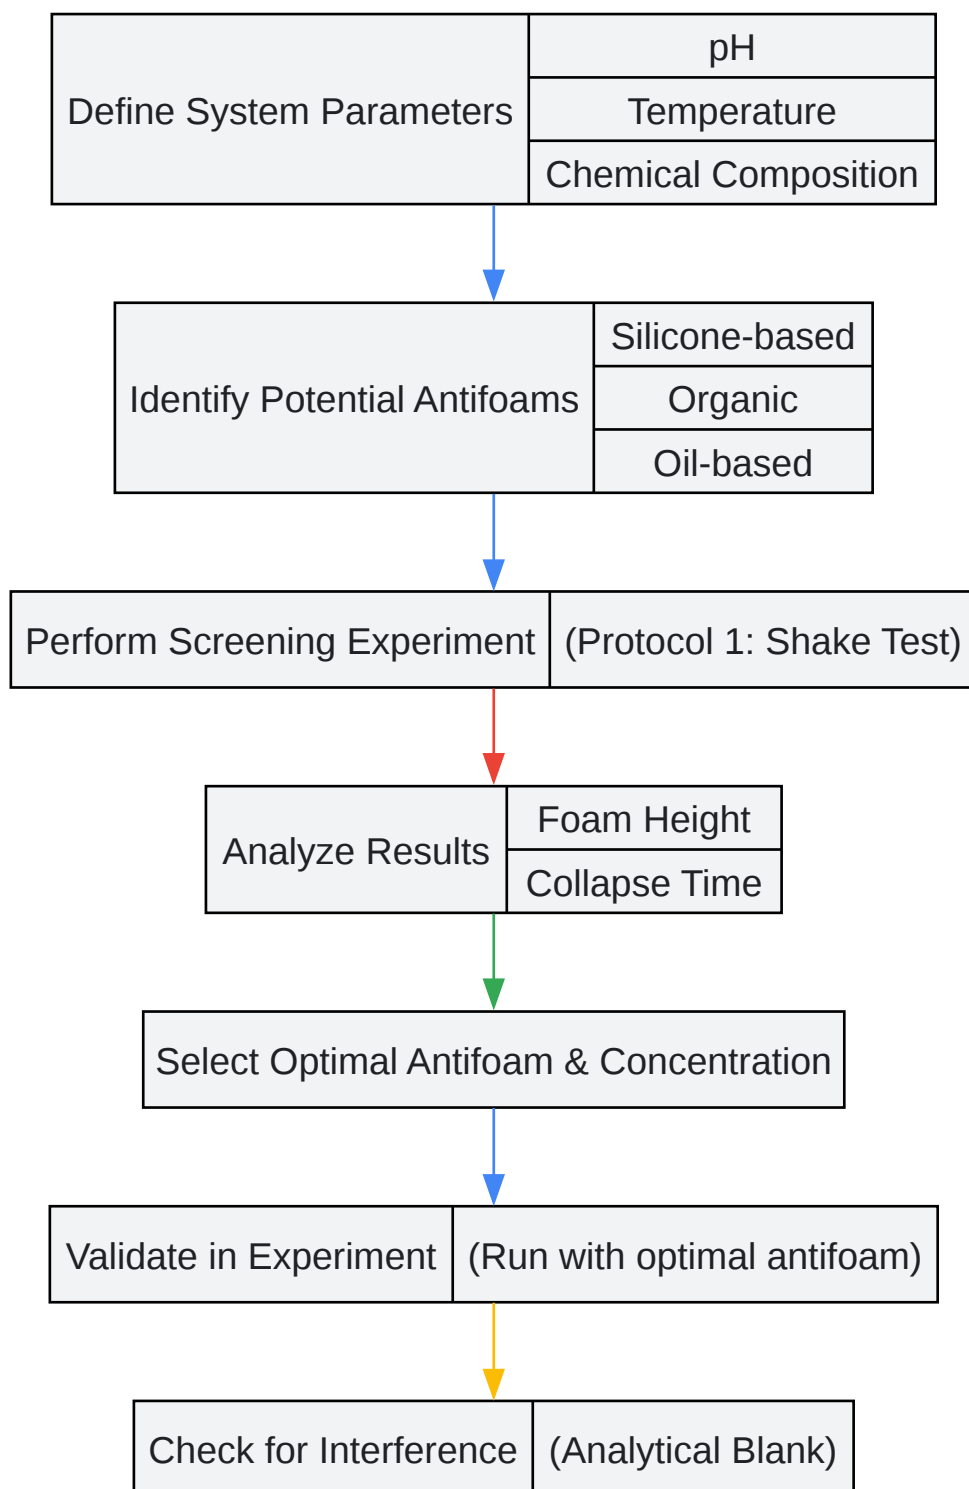 Define System Parameters
pH
Temperature
Chemical Composition
Identify Potential Antifoams
Silicone-based
Organic
Oil-based
Perform Screening Experiment
(Protocol 1: Shake Test)
Analyze Results
Foam Height
Collapse Time
Select Optimal Antifoam & Concentration
Validate in Experiment
(Run with optimal antifoam)
Check for Interference
(Analytical Blank)